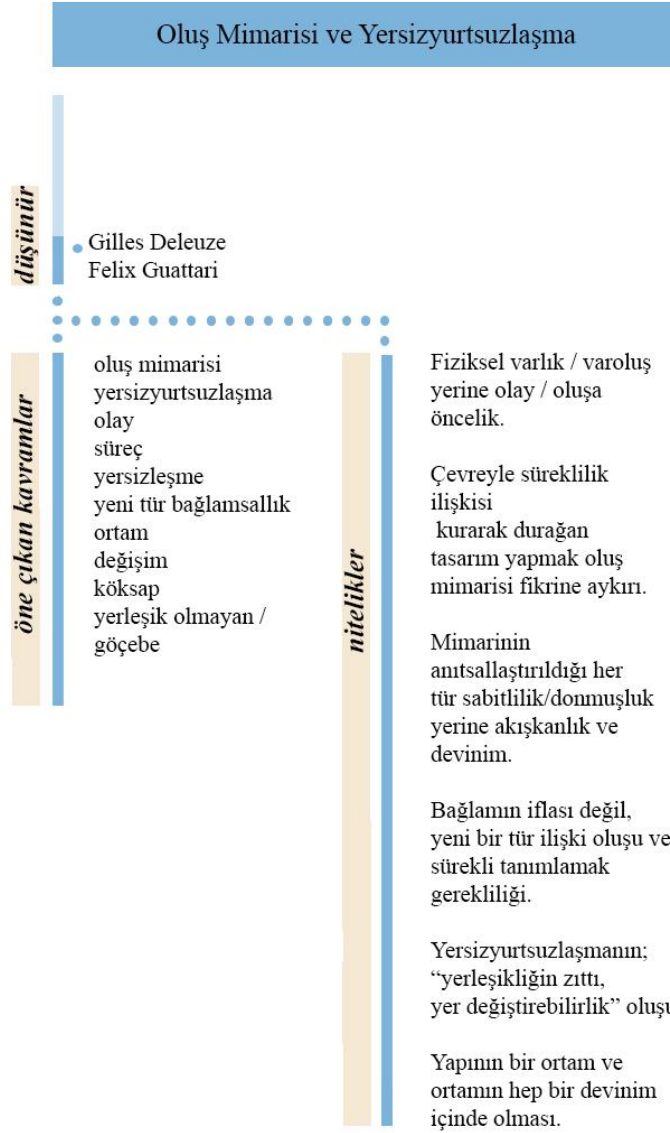 Oluş Mimarisi ve Yersizyurtsuzlaşma
düşünür
Gilles Deleuze
Felix Guattari
öne çıkan kavramlar
oluş mimarisi
yersizyurtsuzlaşma
olay
süreç
yersizleşme
yeni tür bağlamsallık
ortam
değişim
köksap
yerleşik olmayan /
göçebe
nitelikler
Fiziksel varlık / varoluş
yerine olay / oluşa
öncelik.
Çevreyle süreklilik
ilişkisi
kurarak durağan
tasarım yapmak oluş
mimarisi fikrine aykırı.
Mimarinin
anıtsallaştırıldığı her
tür sabitlilik/donmuşluk
yerine akışkanlık ve
devinim.
Bağlamın iflası değil,
yeni bir tür ilişki oluşu ve
sürekli tanımlamak
gerekliliği.
Yersizyurtsuzlaşmanın;
“yerleşikliğin zıttı,
yer değiştirebilirlik” oluşu
Yapının bir ortam ve
ortamın hep bir devinim
içinde olması.